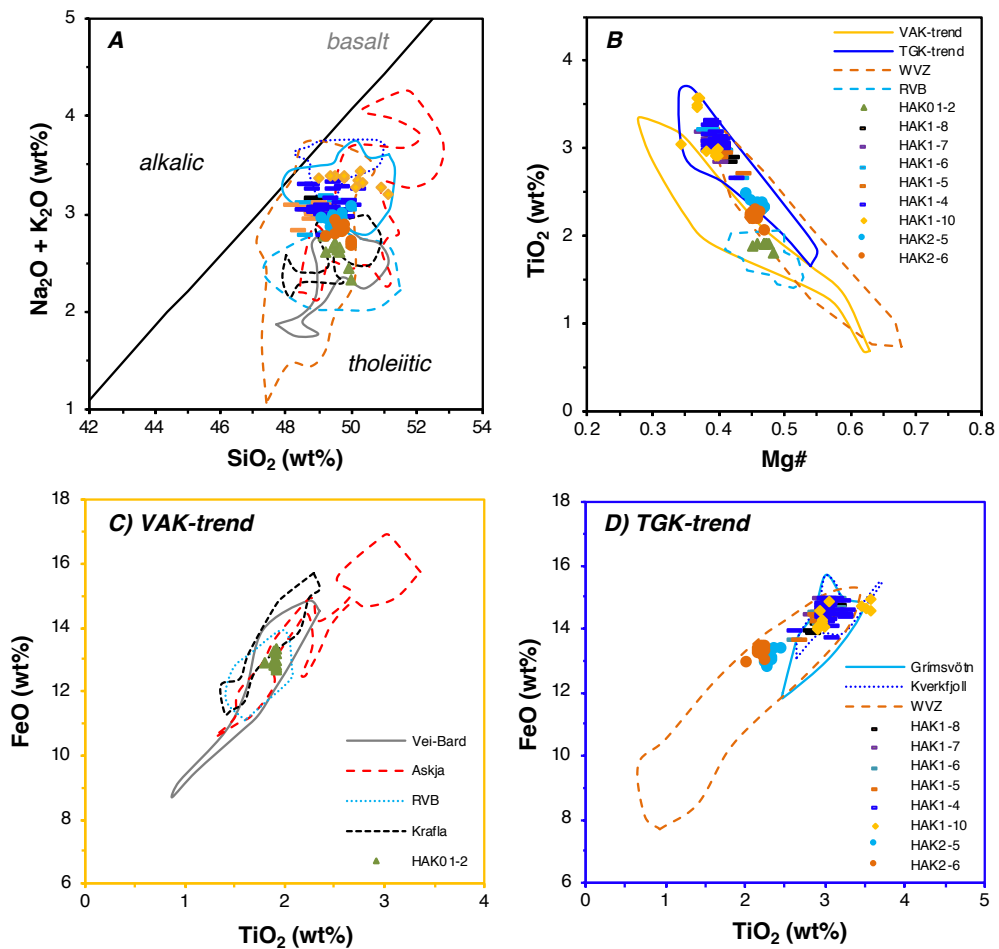 A
basalt
alkalic
tholeiitic
5
4
3
2
1
42
44
46
48
50
52
54
Na2O + K2O (wt%)
SiO2 (wt%)
B
VAK-trend
TGK-trend
WVZ
RVB
HAK01-2
HAK1-8
HAK1-7
HAK1-6
HAK1-5
HAK1-4
HAK1-10
HAK2-5
HAK2-6
5
4
3
2
1
0
0.2
0.3
0.4
0.5
0.6
0.7
0.8
TiO2 (wt%)
Mg#
C) VAK-trend
18
16
14
12
10
8
6
0
1
2
3
4
FeO (wt%)
TiO2 (wt%)
Vei-Bard
Askja
RVB
Krafla
HAK01-2
D) TGK-trend
18
16
14
12
10
8
6
0
1
2
3
4
5
FeO (wt%)
TiO2 (wt%)
Grímsvötn
Kverkfjoll
WVZ
HAK1-8
HAK1-7
HAK1-6
HAK1-5
HAK1-4
HAK1-10
HAK2-5
HAK2-6